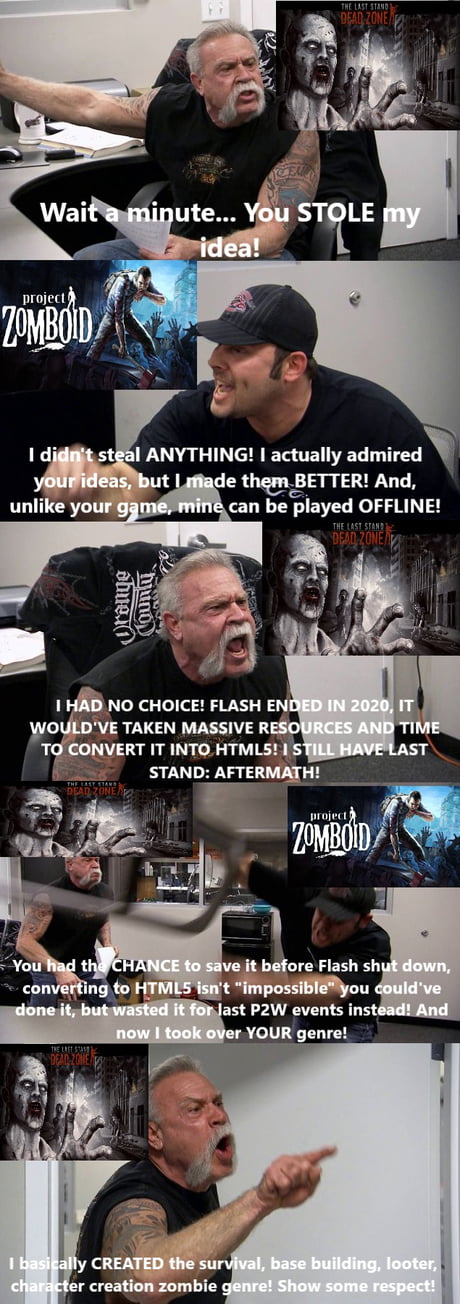 THE LAST STAND
DEAD ZONE
Wait a minute... You STOLE my
idea!
project
ZOMBOID
I didn't steal ANYTHING! I actually admired
your ideas, but I made them BETTER! And,
unlike your game, mine can be played OFFLINE!
THE LAST STAND
DEAD ZONE
Orange
County
I HAD NO CHOICE! FLASH ENDED IN 2020, IT
WOULD'VE TAKEN MASSIVE RESOURCES AND TIME
TO CONVERT IT INTO HTML5! I STILL HAVE LAST
STAND: AFTERMATH!
THE LAST STAND
DEAD ZONE
project
ZOMBOID
You had the CHANCE to save it before Flash shut down,
converting to HTML5 isn't "impossible" you could've
done it, but wasted it for last P2W events instead! And
now I took over YOUR genre!
THE LAST STAND
DEAD ZONE
I basically CREATED the survival, base building, looter,
character creation zombie genre! Show some respect!